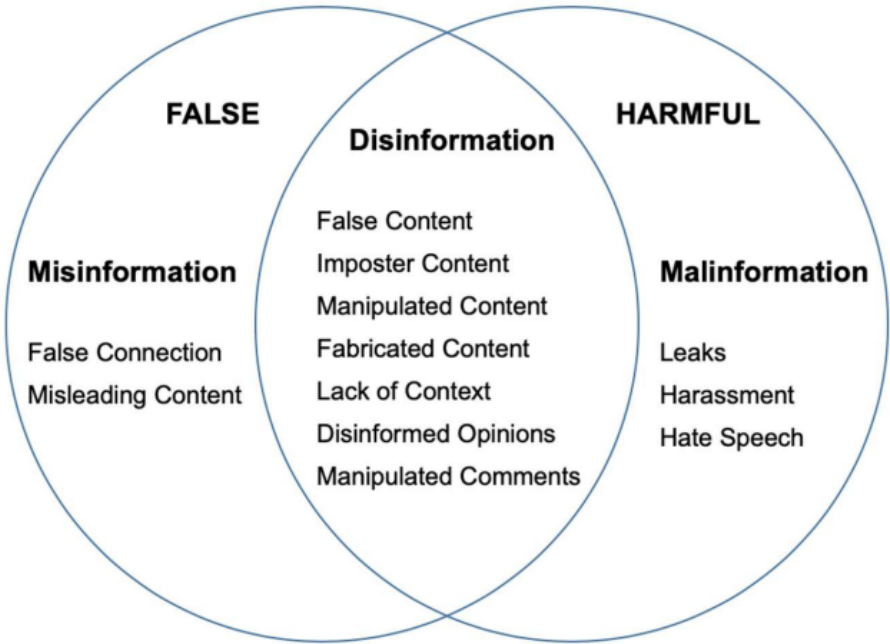 FALSE
HARMFUL
Disinformation
False Content
Imposter Content
Manipulated Content
Fabricated Content
Lack of Context
Disinformed Opinions
Manipulated Comments
Misinformation
False Connection
Misleading Content
Malinformation
Leaks
Harassment
Hate Speech